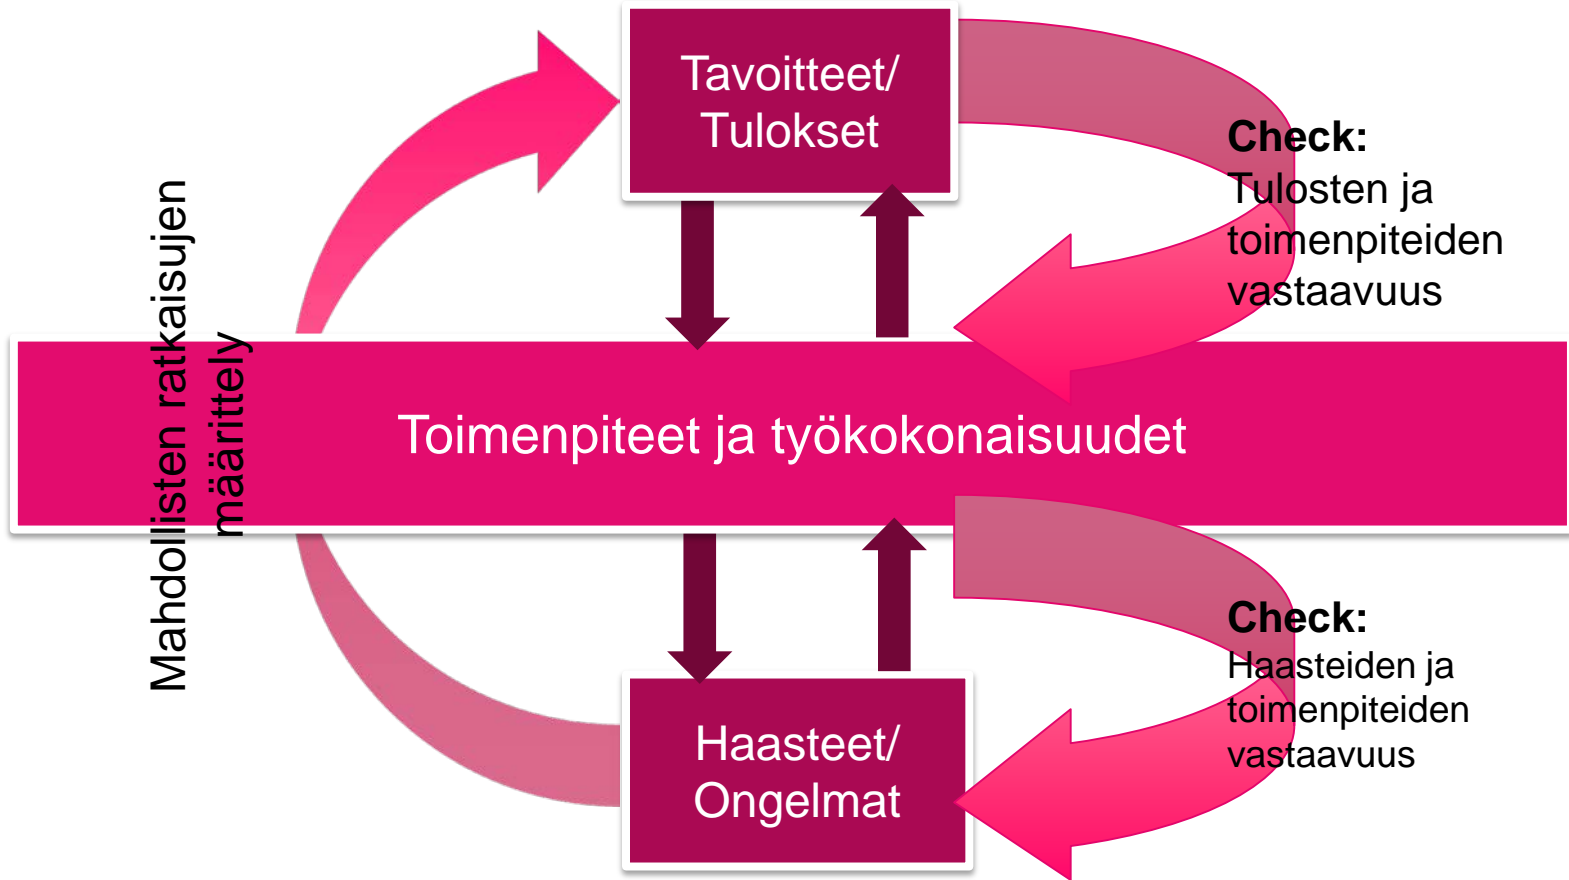 Tavoitteet/
Tulokset
Check:
Tulosten ja
toimenpiteiden
vastaavuus
Mahdollisten ratkaisujen
määrittely
Toimenpiteet ja työkokonaisuudet
Check:
Haasteiden ja
toimenpiteiden
vastaavuus
Haasteet/
Ongelmat